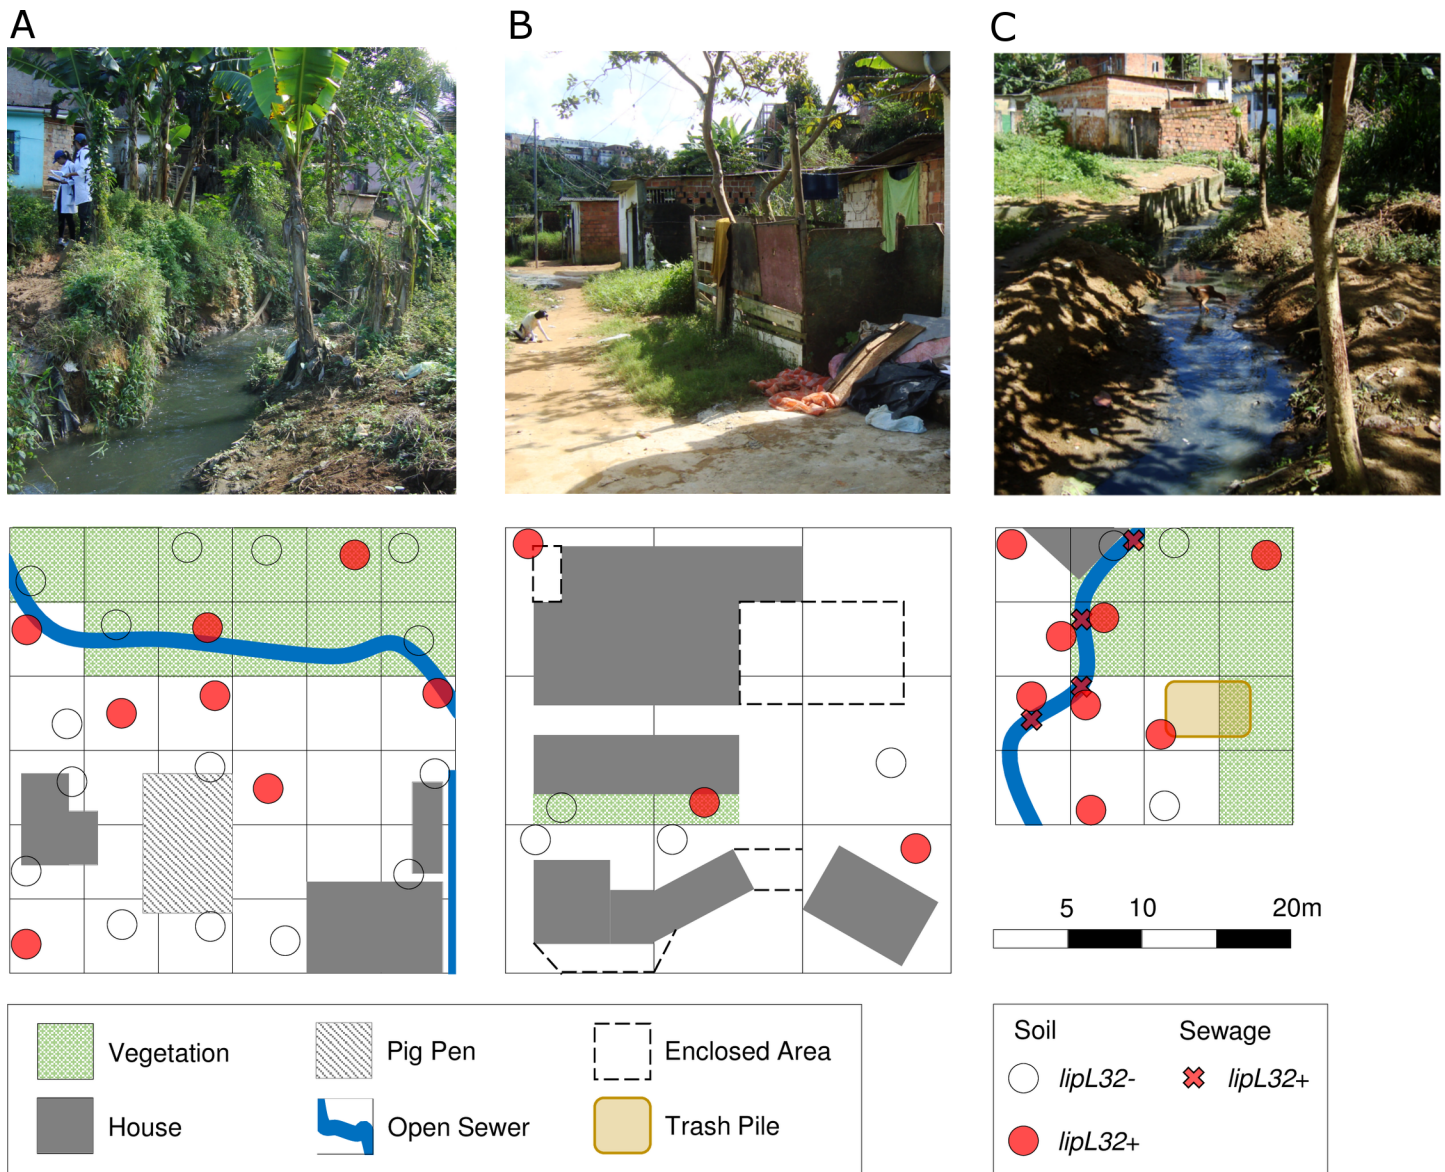 A
B
C
5 10 20m
Vegetation
Pig Pen
Enclosed Area
House
Open Sewer
Trash Pile
Soil
Sewage
lipL32-
lipL32+
lipL32+